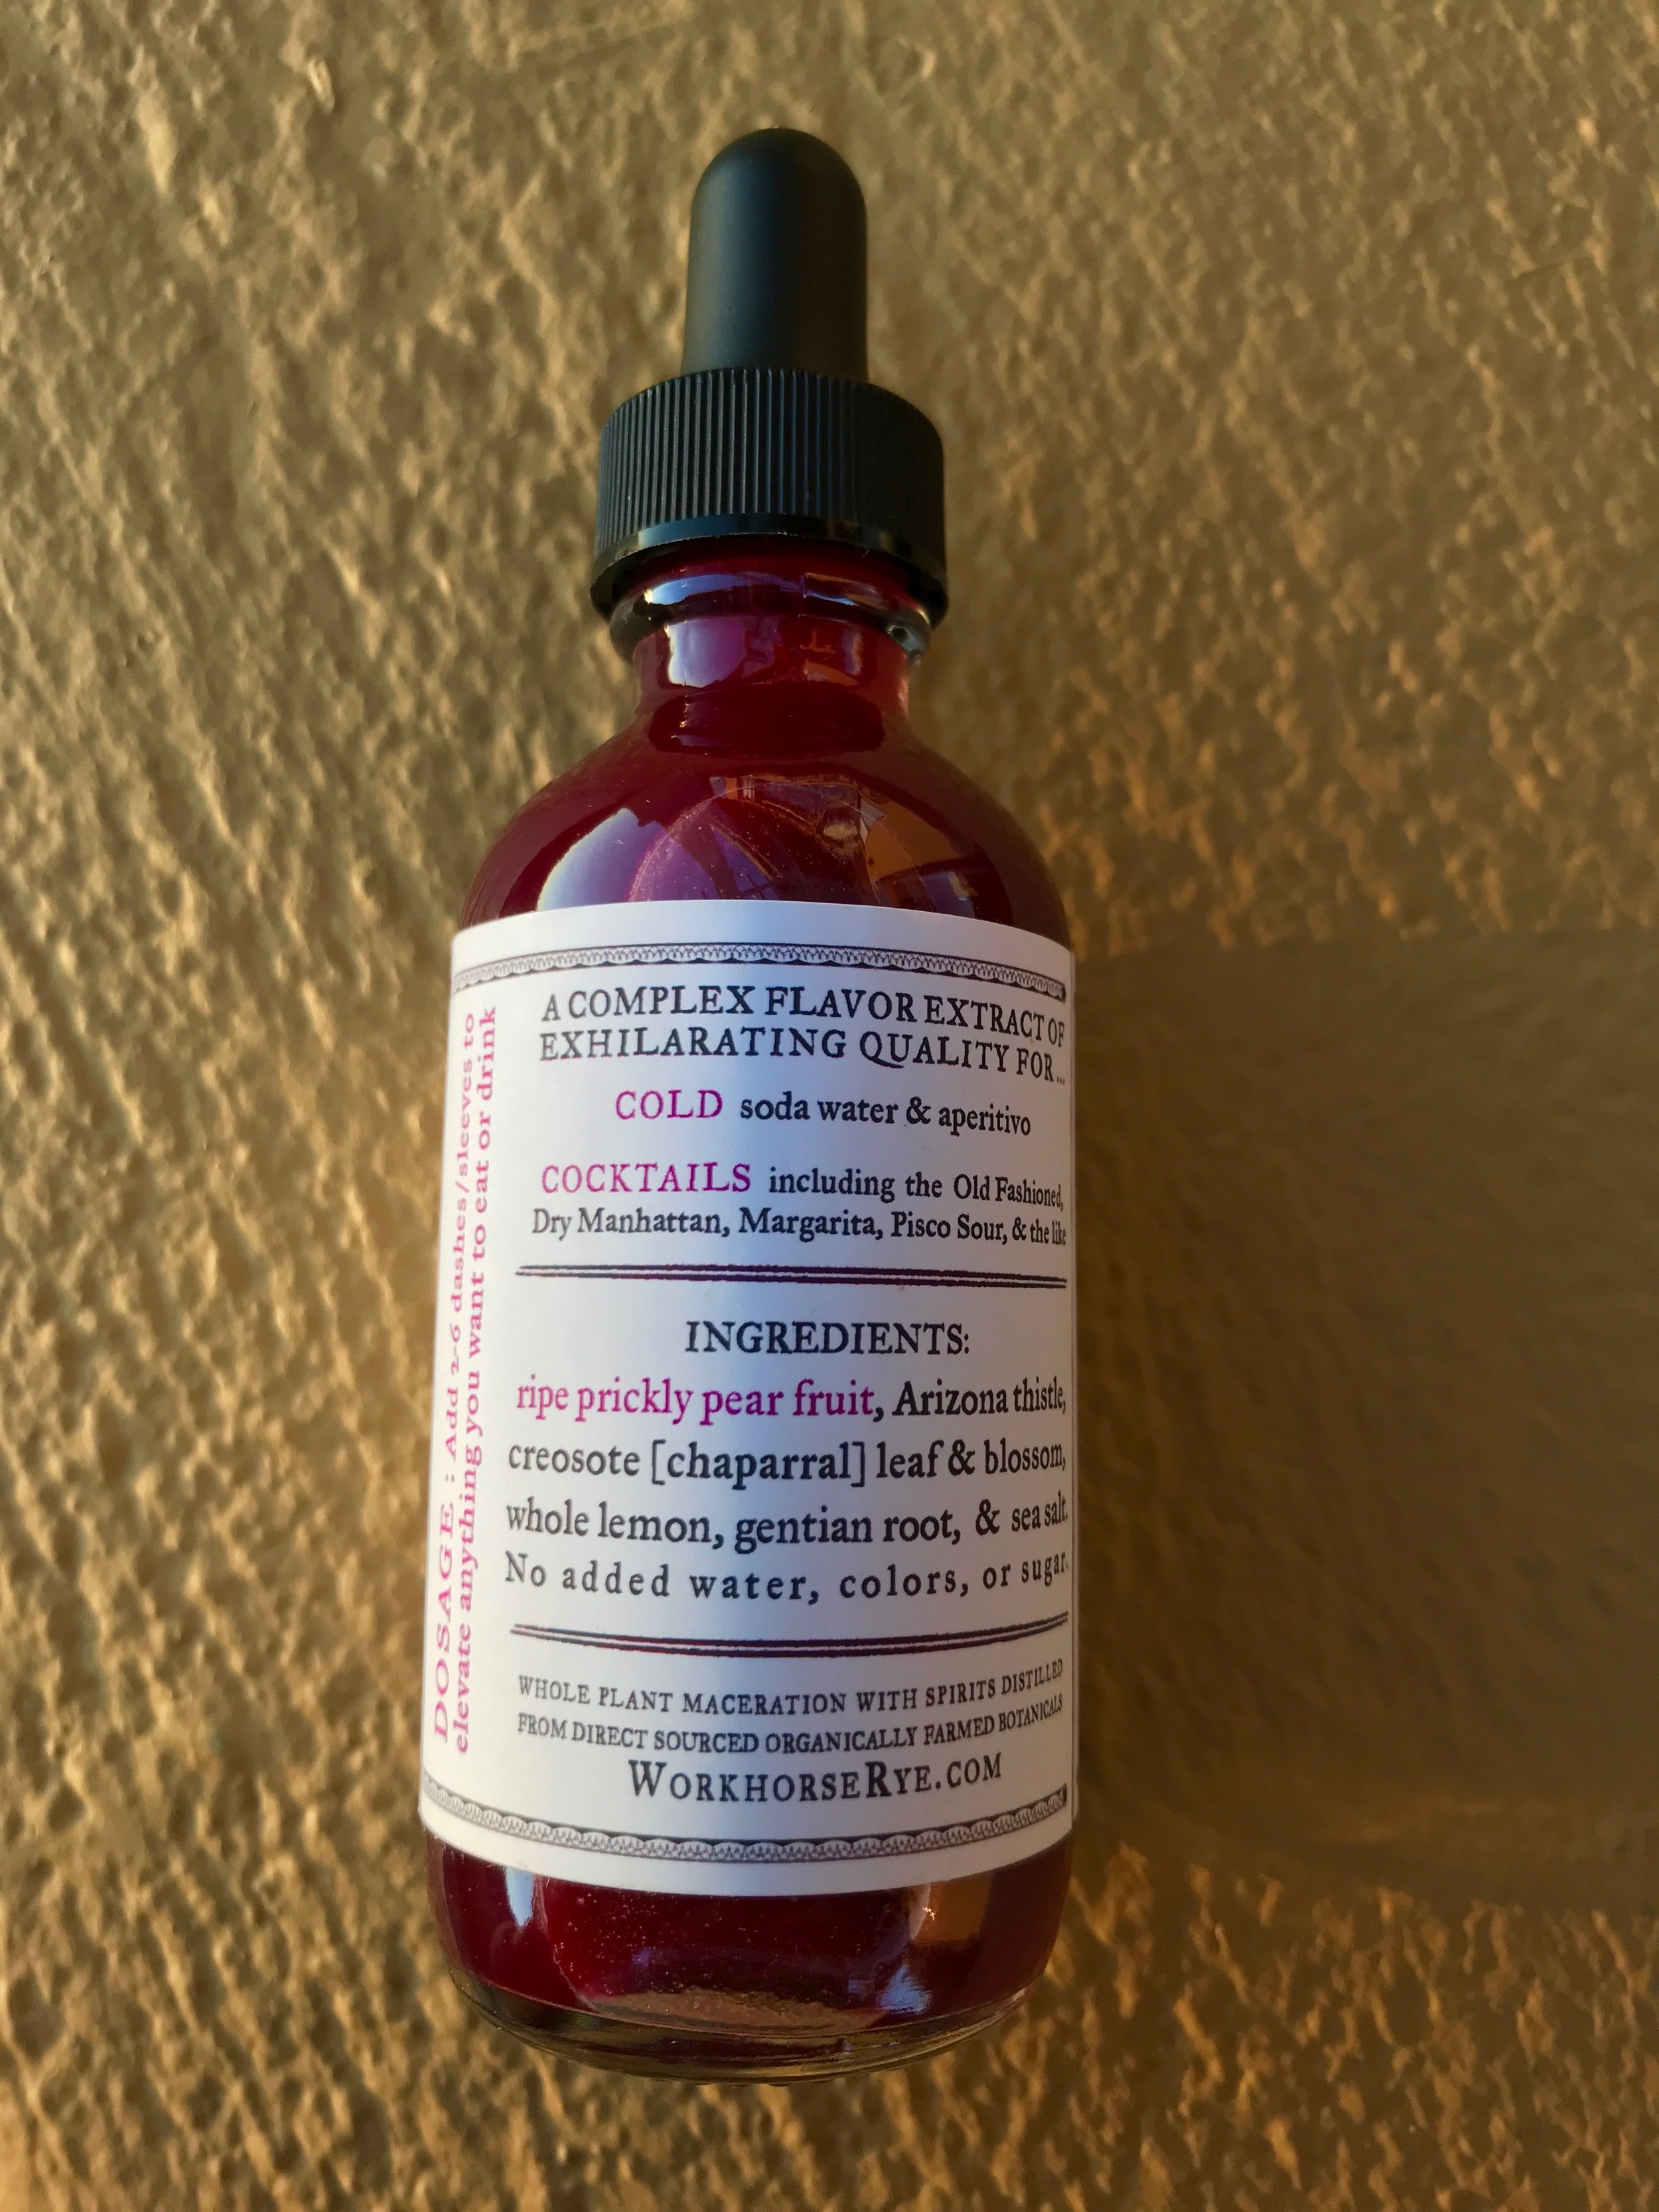 A COMPLEX FLAVOR EXTRACT OF
EXHILARATING QUALITY FOR...
COLD soda water & aperitivo
COCKTAILS including the Old Fashioned,
Dry Manhattan, Margarita, Pisco Sour, & the like
INGREDIENTS:
ripe prickly pear fruit, Arizona thistle,
creosote [chaparral] leaf & blossom,
whole lemon, gentian root, & sea salt.
No added water, colors, or sugar.
WHOLE PLANT MACERATION WITH SPIRITS DISTILLED
FROM DIRECT SOURCED ORGANICALLY FARMED BOTANICALS
WORKHORSERYE.COM
DOSAGE: Add 2-6 dashes/sleeves to
elevate anything you want to eat or drink